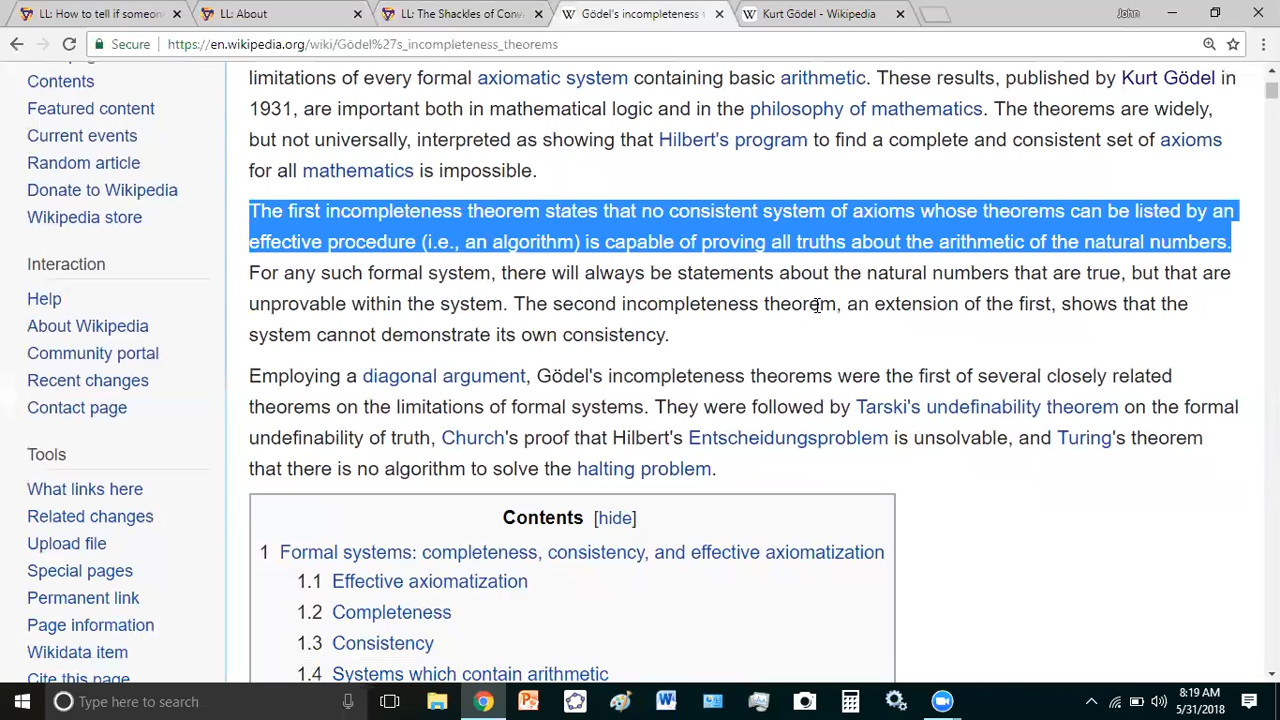 LL: How to tell if someon
LL: About
LL: The Shackles of Conv
Gödel's incompleteness
Kurt Gödel - Wikipedia
John
Secure
https://en.wikipedia.org/wiki/Gödel%27s_incompleteness_theorems
Contents
Featured content
Current events
Random article
Donate to Wikipedia
Wikipedia store
Interaction
Help
About Wikipedia
Community portal
Recent changes
Contact page
Tools
What links here
Related changes
Upload file
Special pages
Permanent link
Page information
Wikidata item
Cite this page
limitations of every formal axiomatic system containing basic arithmetic. These results, published by Kurt Gödel in
1931, are important both in mathematical logic and in the philosophy of mathematics. The theorems are widely,
but not universally, interpreted as showing that Hilbert's program to find a complete and consistent set of axioms
for all mathematics is impossible.
The first incompleteness theorem states that no consistent system of axioms whose theorems can be listed by an
effective procedure (i.e., an algorithm) is capable of proving all truths about the arithmetic of the natural numbers.
For any such formal system, there will always be statements about the natural numbers that are true, but that are
unprovable within the system. The second incompleteness theorem, an extension of the first, shows that the
system cannot demonstrate its own consistency.
Employing a diagonal argument, Gödel's incompleteness theorems were the first of several closely related
theorems on the limitations of formal systems. They were followed by Tarski's undefinability theorem on the formal
undefinability of truth, Church's proof that Hilbert's Entscheidungsproblem is unsolvable, and Turing's theorem
that there is no algorithm to solve the halting problem.
Contents [hide]
1 Formal systems: completeness, consistency, and effective axiomatization
1.1 Effective axiomatization
1.2 Completeness
1.3 Consistency
1.4 Systems which contain arithmetic
Type here to search
8:19 AM
5/31/2018